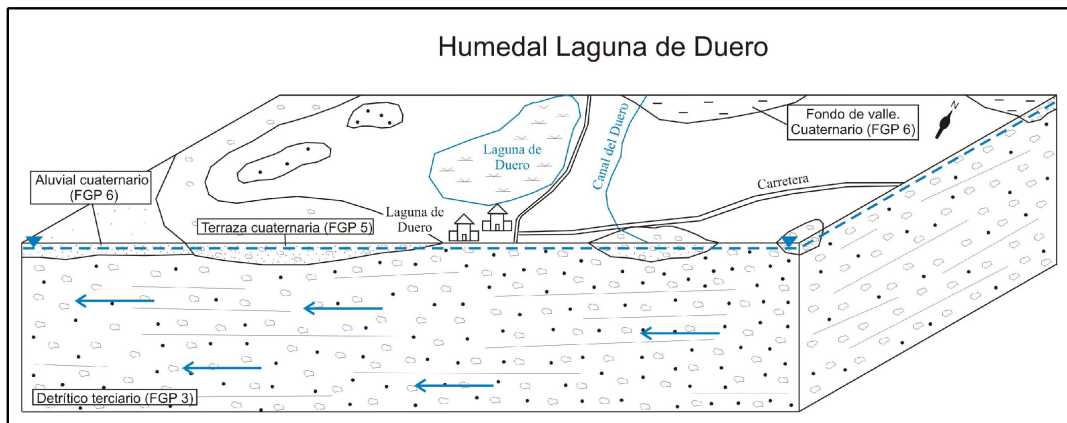 Humedal Laguna de Duero
Fondo de valle.
Cuaternario (FGP 6)
N
Laguna de
Duero
Canal del Duero
Carretera
Aluvial cuaternario
(FGP 6)
Laguna de
Duero
Terraza cuaternaria (FGP 5)
Detrítico terciario (FGP 3)